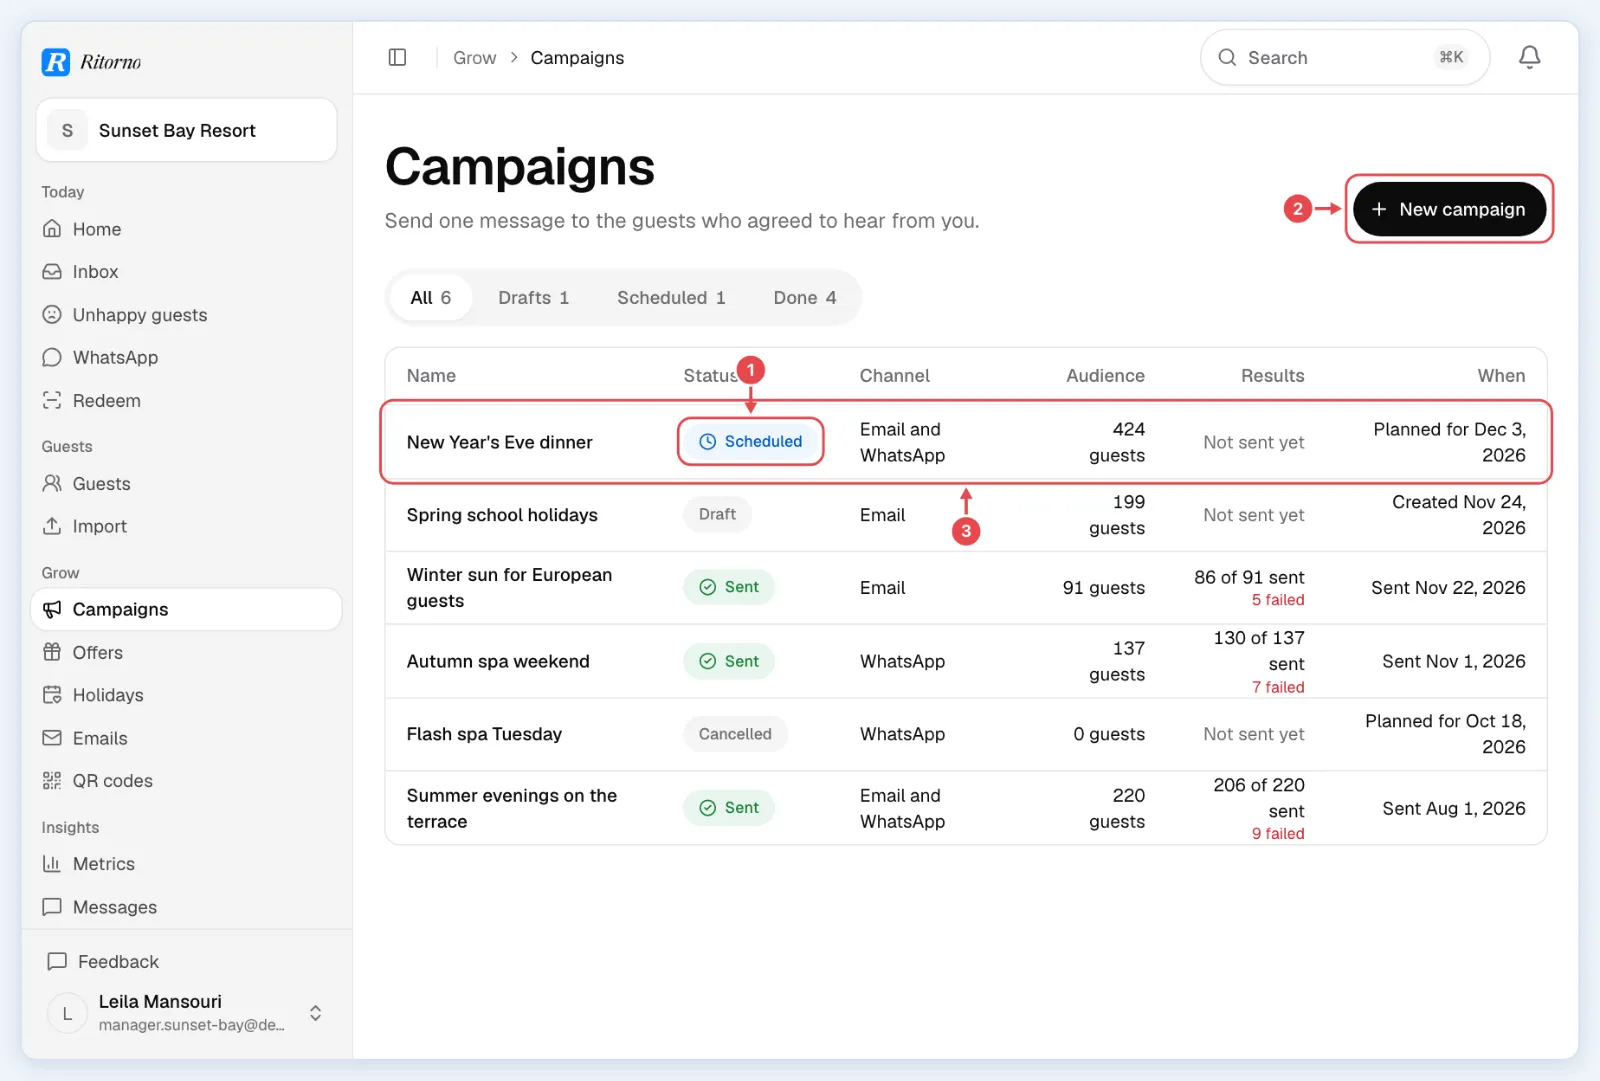 R Ritorno
S Sunset Bay Resort
Today
Home
Inbox
Unhappy guests
WhatsApp
Redeem
Guests
Guests
Import
Grow
Campaigns
Offers
Holidays
Emails
QR codes
Insights
Metrics
Messages
Feedback
L Leila Mansouri
manager.sunset-bay@de...
Grow > Campaigns
Search ⌘K
Campaigns
Send one message to the guests who agreed to hear from you.
2
+ New campaign
All 6 Drafts 1 Scheduled 1 Done 4
Name Status Channel Audience Results When
1
New Year's Eve dinner Scheduled Email and WhatsApp 424 guests Not sent yet Planned for Dec 3, 2026
3
Spring school holidays Draft Email 199 guests Not sent yet Created Nov 24, 2026
Winter sun for European guests Sent Email 91 guests 86 of 91 sent 5 failed Sent Nov 22, 2026
Autumn spa weekend Sent WhatsApp 137 guests 130 of 137 sent 7 failed Sent Nov 1, 2026
Flash spa Tuesday Cancelled WhatsApp 0 guests Not sent yet Planned for Oct 18, 2026
Summer evenings on the terrace Sent Email and WhatsApp 220 guests 206 of 220 sent 9 failed Sent Aug 1, 2026